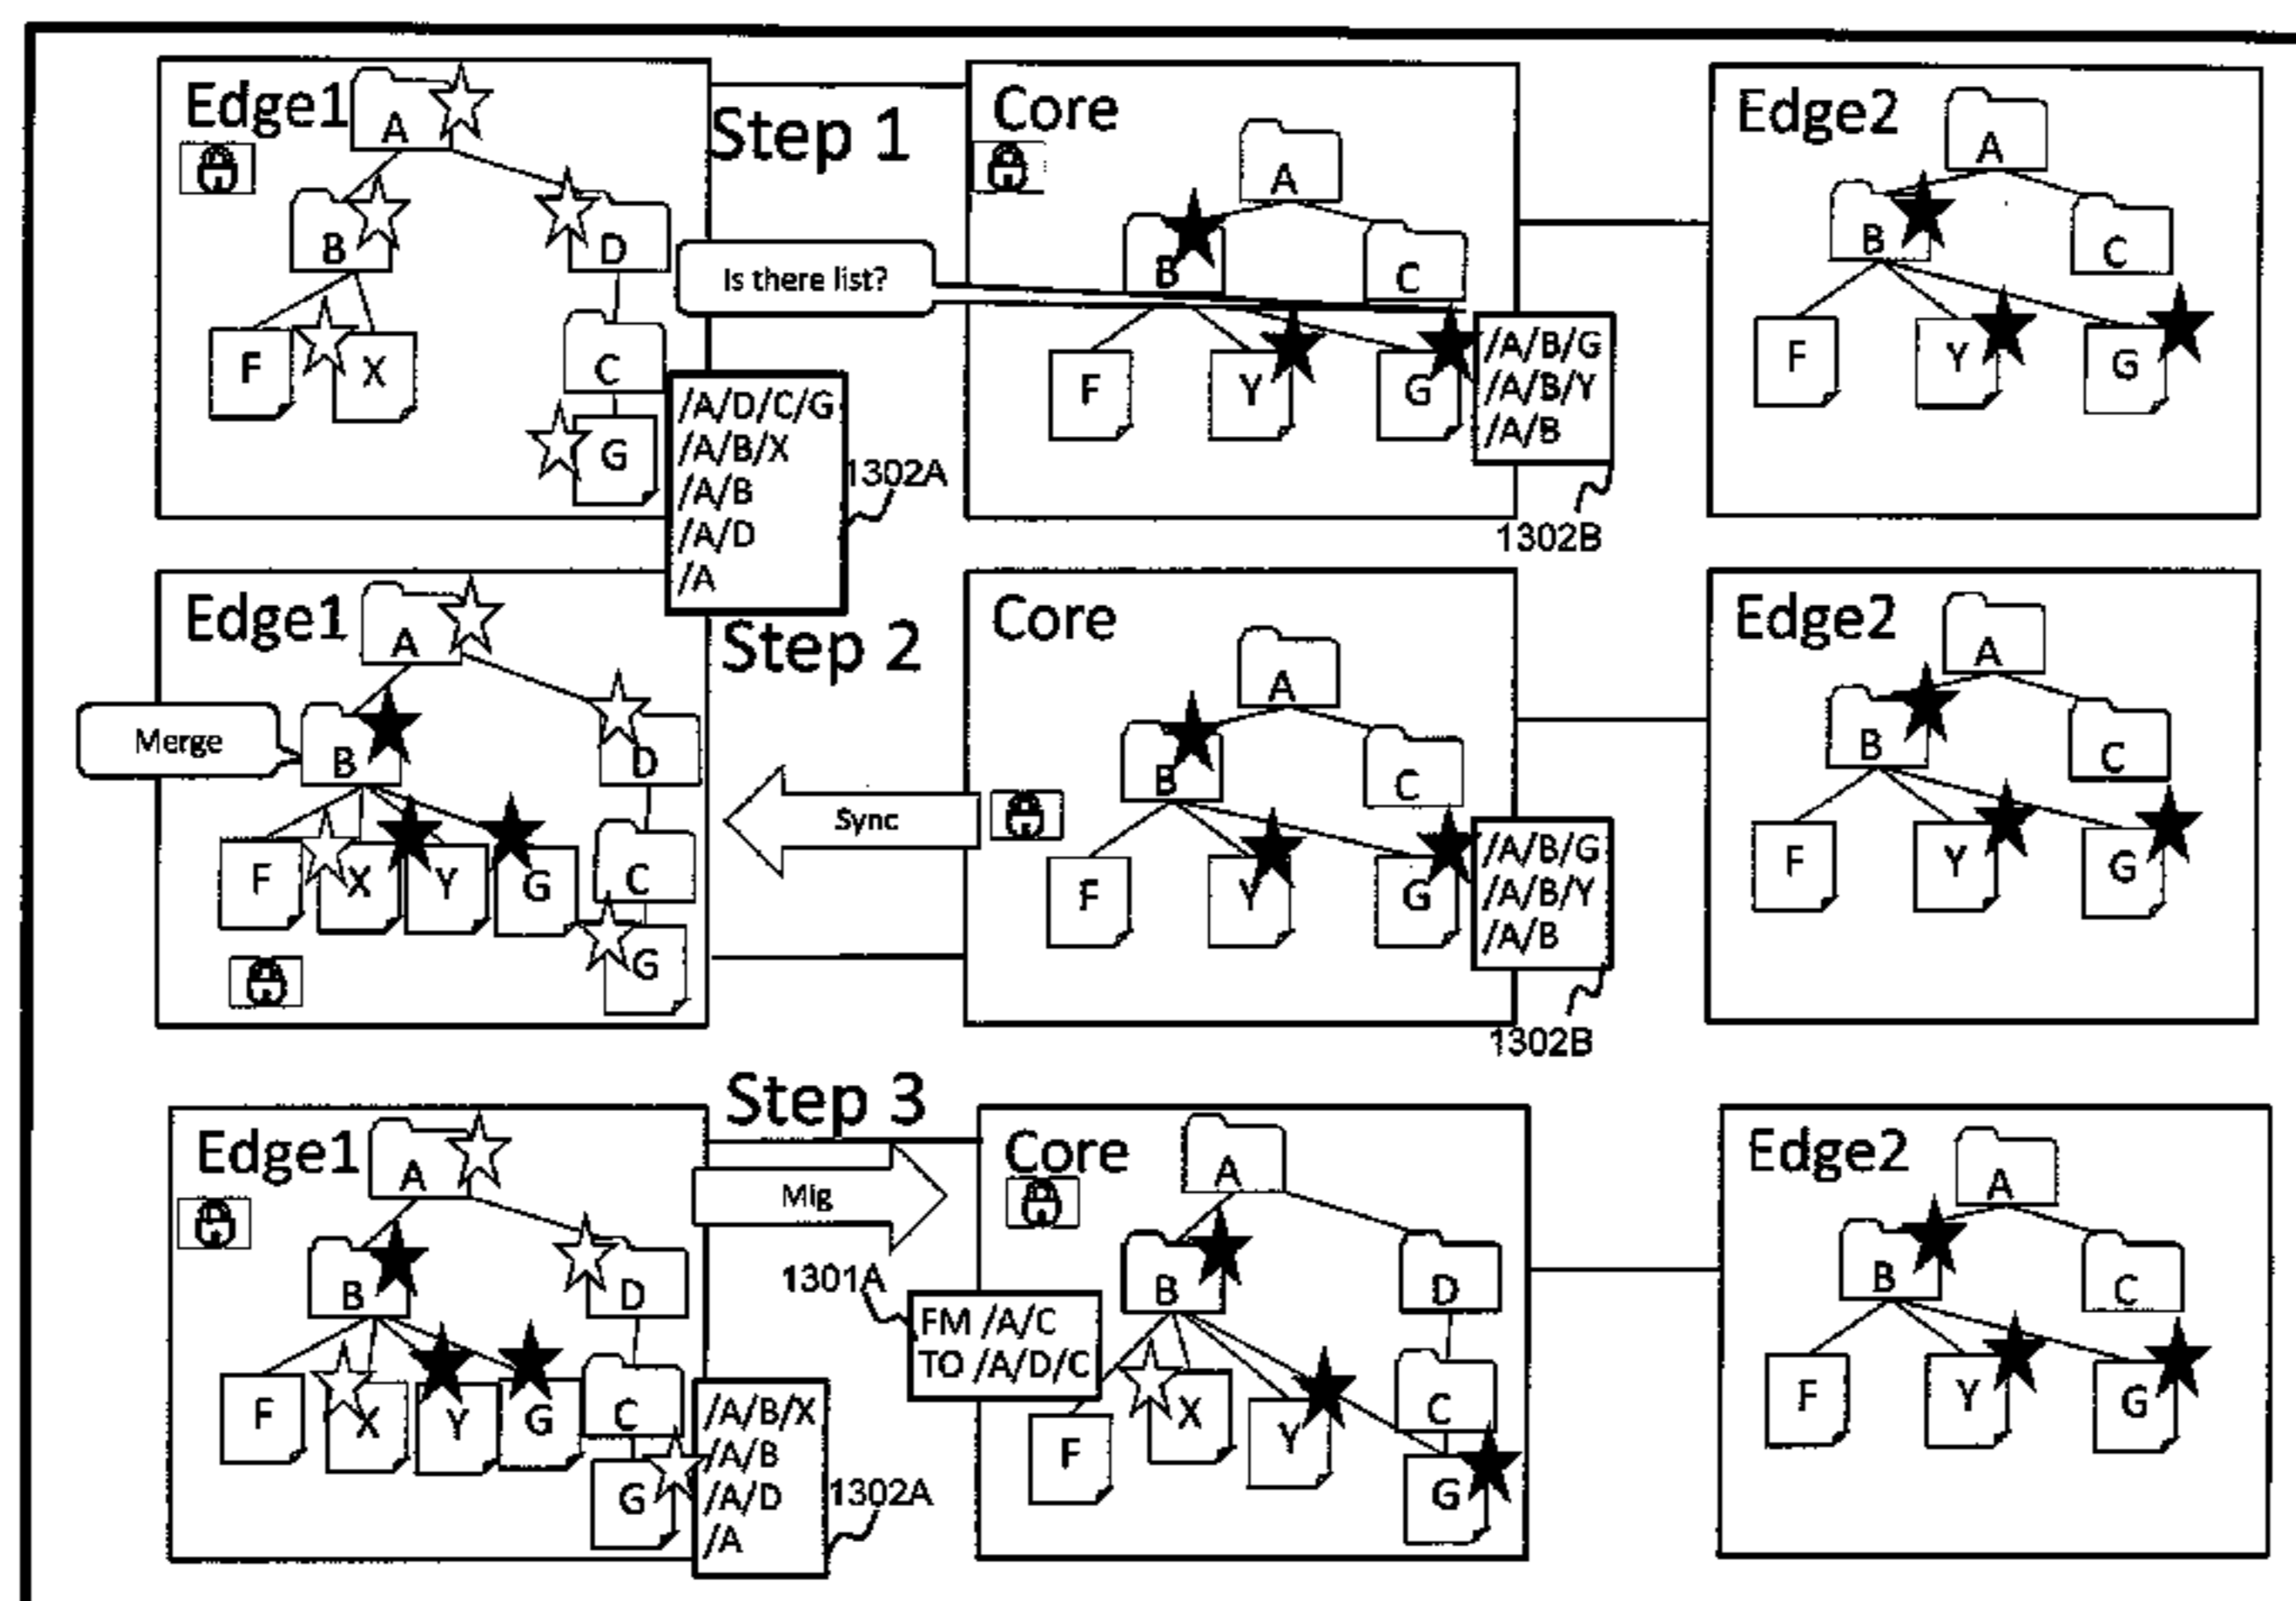 Edge1
A
B
D
F
X
C
G
/A/D/C/G
/A/B/X
/A/B
/A/D
/A
1302A
Step 1
Is there list?
Core
A
B
C
F
Y
G
/A/B/G
/A/B/Y
/A/B
1302B
Edge2
A
B
C
F
Y
G
Edge1
A
Merge
B
D
F
X
Y
G
C
G
Step 2
Sync
Core
A
B
C
F
Y
G
/A/B/G
/A/B/Y
/A/B
1302B
Edge2
A
B
C
F
Y
G
Edge1
A
B
D
F
X
Y
G
C
G
/A/B/X
/A/B
/A/D
/A
1302A
Step 3
Mig
1301A
FM /A/C
TO /A/D/C
Core
A
B
D
F
X
Y
C
G
Edge2
A
B
C
F
Y
G